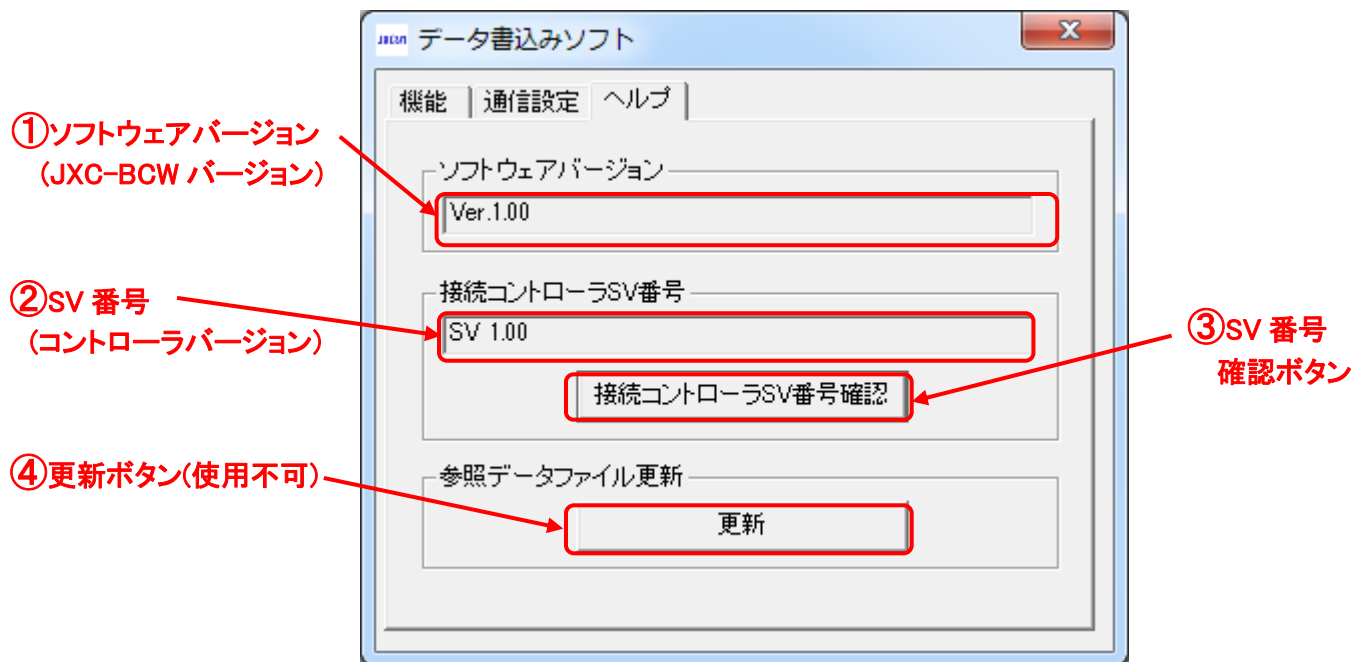 データ書込みソフト
機能
通信設定
ヘルプ
①ソフトウェアバージョン
(JXC-BCW バージョン)
ソフトウェアバージョン
Ver.1.00
②SV 番号
(コントローラバージョン)
接続コントローラSV番号
SV 1.00
③SV 番号
確認ボタン
接続コントローラSV番号確認
④更新ボタン(使用不可)
参照データファイル更新
更新